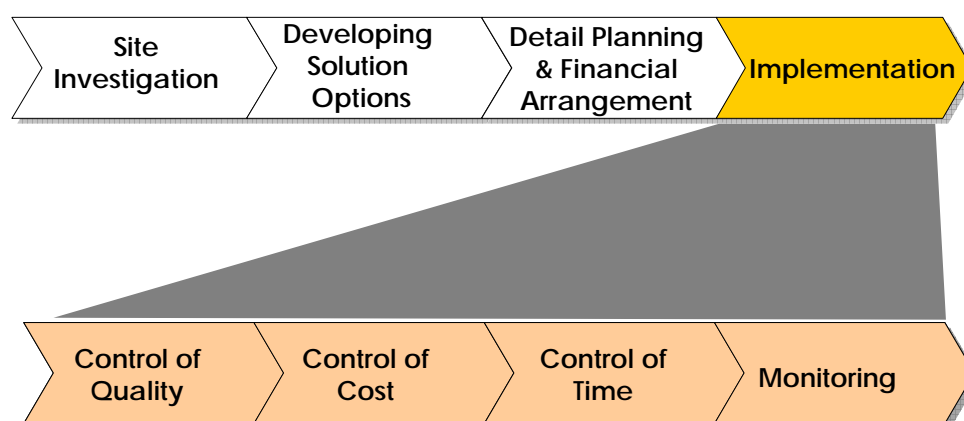 Site
Investigation
Developing
Solution
Options
Detail Planning
& Financial
Arrangement
Implementation
Control of
Quality
Control of
Cost
Control of
Time
Monitoring